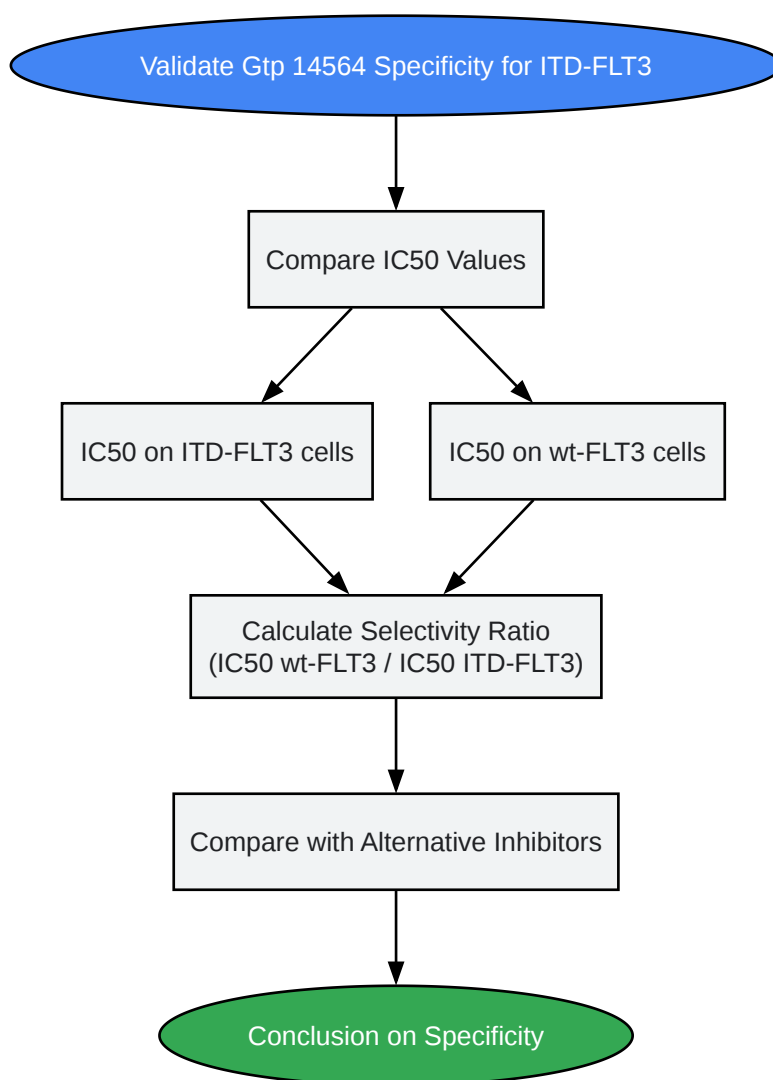 Validate Gtp 14564 Specificity for ITD-FLT3
Compare IC50 Values
IC50 on ITD-FLT3 cells
IC50 on wt-FLT3 cells
Calculate Selectivity Ratio
(IC50 wt-FLT3 / IC50 ITD-FLT3)
Compare with Alternative Inhibitors
Conclusion on Specificity